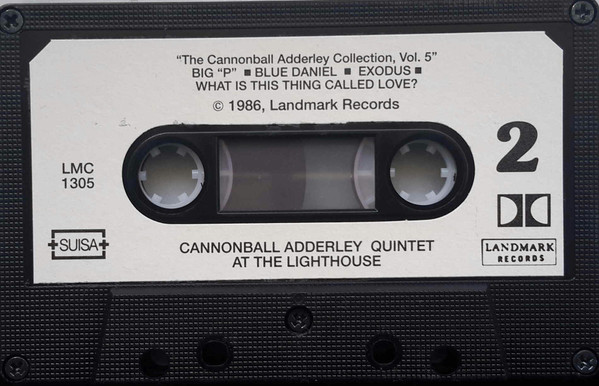 "The Cannonball Adderley Collection, Vol. 5"
BIG "P" ■ BLUE DANIEL ■ EXODUS ■
WHAT IS THIS THING CALLED LOVE?
© 1986, Landmark Records
2
LMC
1305
SUISA
CANNONBALL ADDERLEY QUINTET
AT THE LIGHTHOUSE
LANDMARK
RECORDS